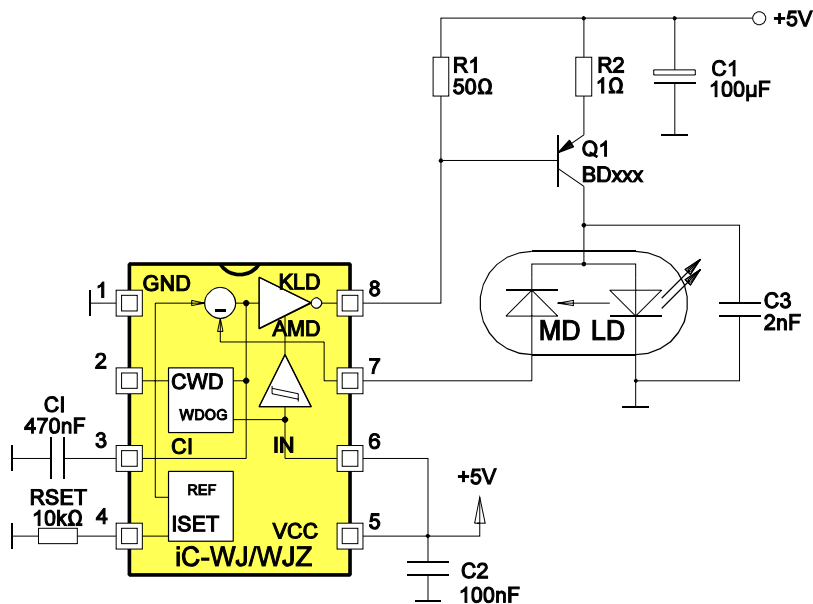 +5V
R1
50Ω
R2
1Ω
C1
100µF
Q1
BDxxx
1
GND
KLD
8
-
AMD
MD LD
C3
2nF
2
CWD
7
WDOG
CI
470nF
3
CI
IN
6
+5V
RSET
10kΩ
4
REF
ISET
VCC
5
iC-WJ/WJZ
C2
100nF